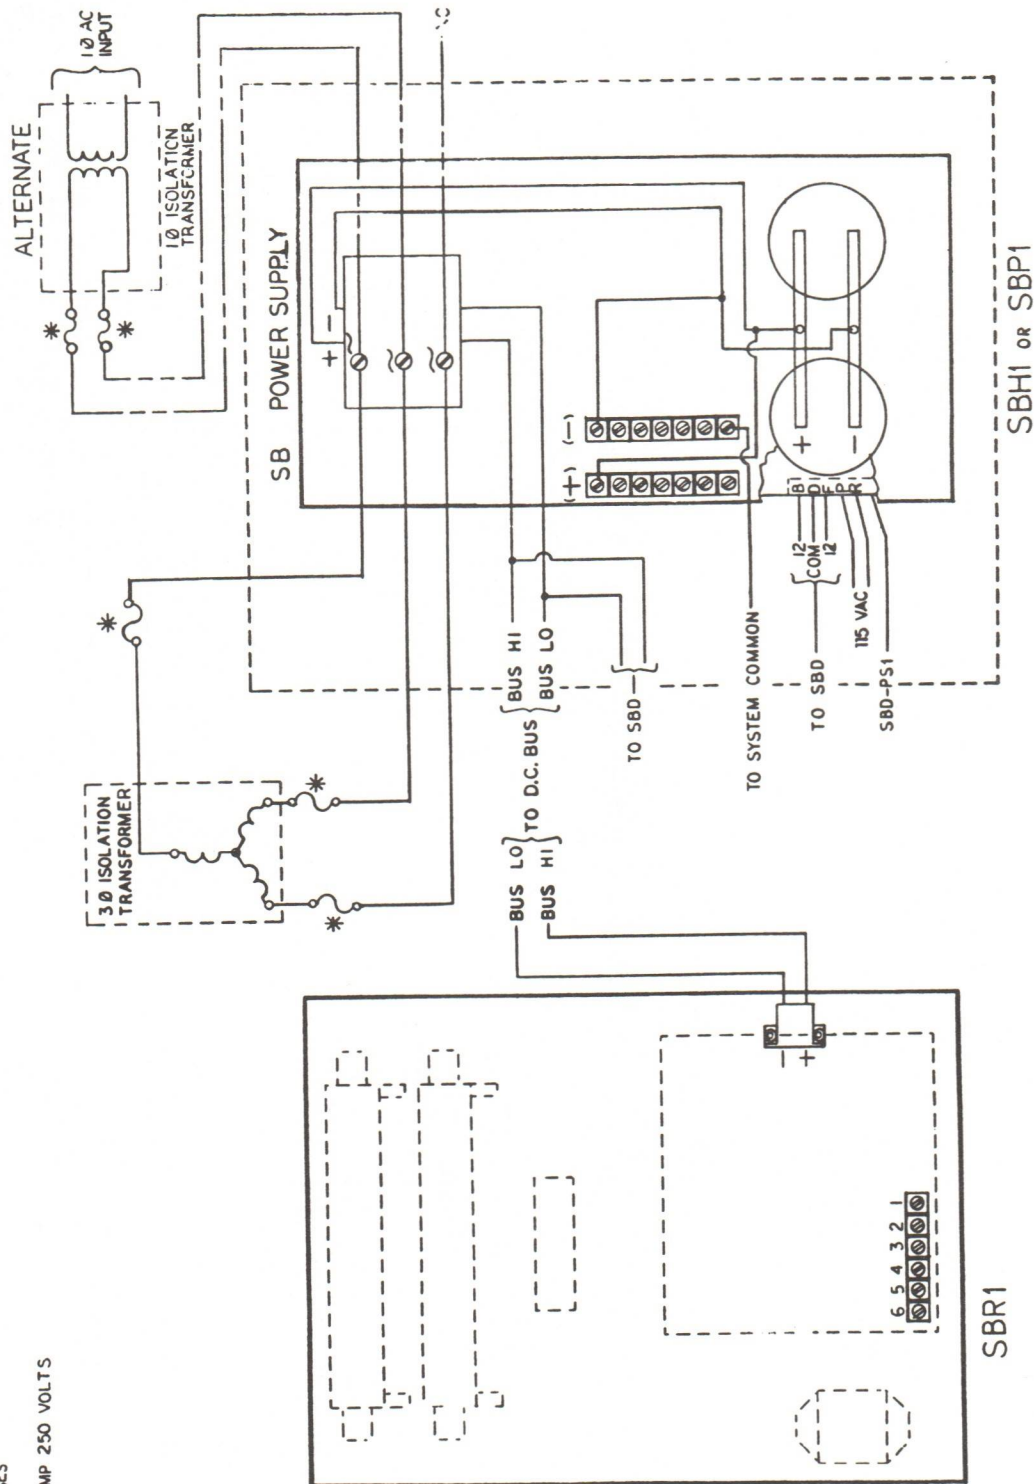 ALTERNATE
1Ø AC
INPUT
1Ø ISOLATION
TRANSFORMER
*
*
SB POWER SUPPLY
+ -
~
~
~
(-)
(+)
+
-
B
D
F
P
R
12
COM
12
TO SBD
115 VAC
SBD-PS1
TO SYSTEM COMMON
TO SBD
BUS HI
BUS LO
TO D.C. BUS
BUS LO
BUS HI
SBH1 OR SBP1
3Ø ISOLATION
TRANSFORMER
*
*
*
-
+
6 5 4 3 2 1
SBR1
250 VOLTS